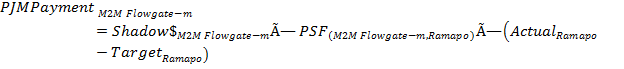 PJMPayment M2M Flowgate−m
= Shadow$M2M Flowgate−mÃ— PSF(M2M Flowgate−m,Ramapo)Ã— (ActualRamapo
− TargetRamapo)